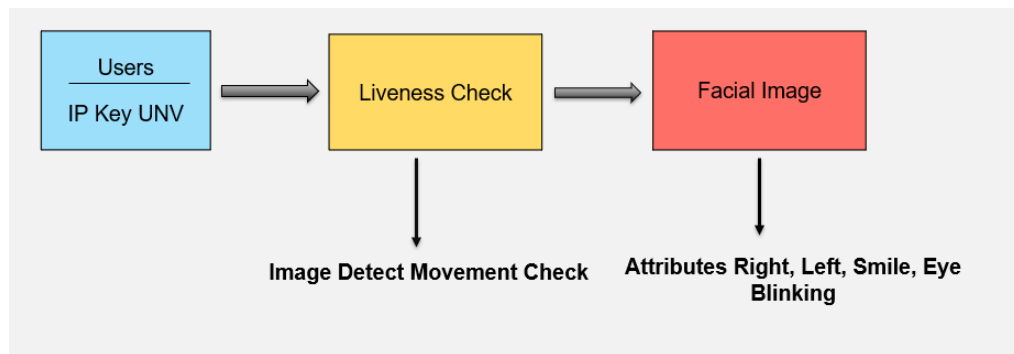 Users
IP Key UNV
Liveness Check
Facial Image
Image Detect Movement Check
Attributes Right, Left, Smile, Eye
Blinking